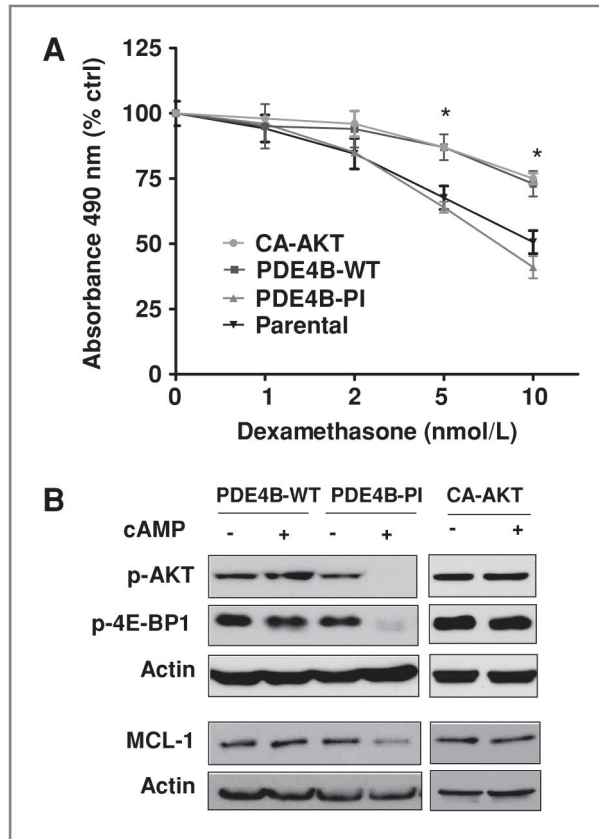 A
125
100
75
50
25
0
Absorbance 490 nm (% ctrl)
* *
CA-AKT
PDE4B-WT
PDE4B-PI
Parental
0 1 2 5 10
Dexamethasone (nmol/L)
B
PDE4B-WT PDE4B-PI CA-AKT
cAMP - + - + - +
p-AKT
p-4E-BP1
Actin
MCL-1
Actin